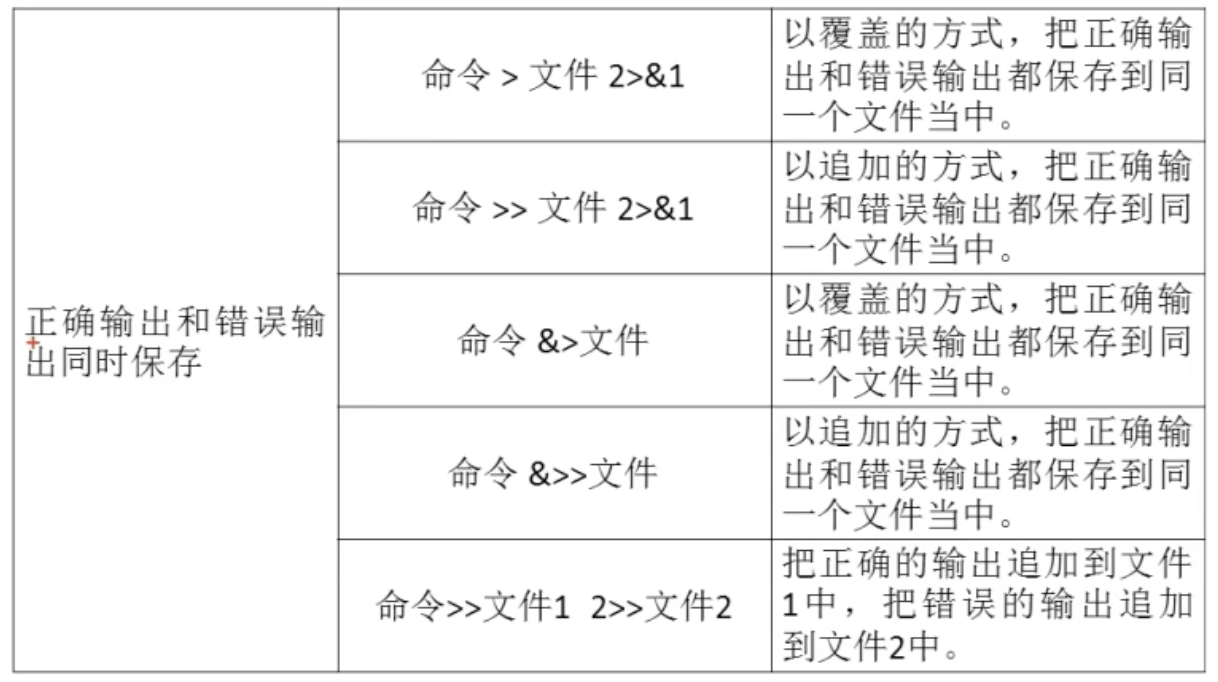 正确输出和错误输
出同时保存
命令 > 文件 2>&1
以覆盖的方式，把正确输
出和错误输出都保存到同
一个文件当中。
命令 >> 文件 2>&1
以追加的方式，把正确输
出和错误输出都保存到同
一个文件当中。
命令 &>文件
以覆盖的方式，把正确输
出和错误输出都保存到同
一个文件当中。
命令 &>>文件
以追加的方式，把正确输
出和错误输出都保存到同
一个文件当中。
命令>>文件1 2>>文件2
把正确的输出追加到文件
1中，把错误的输出追加
到文件2中。